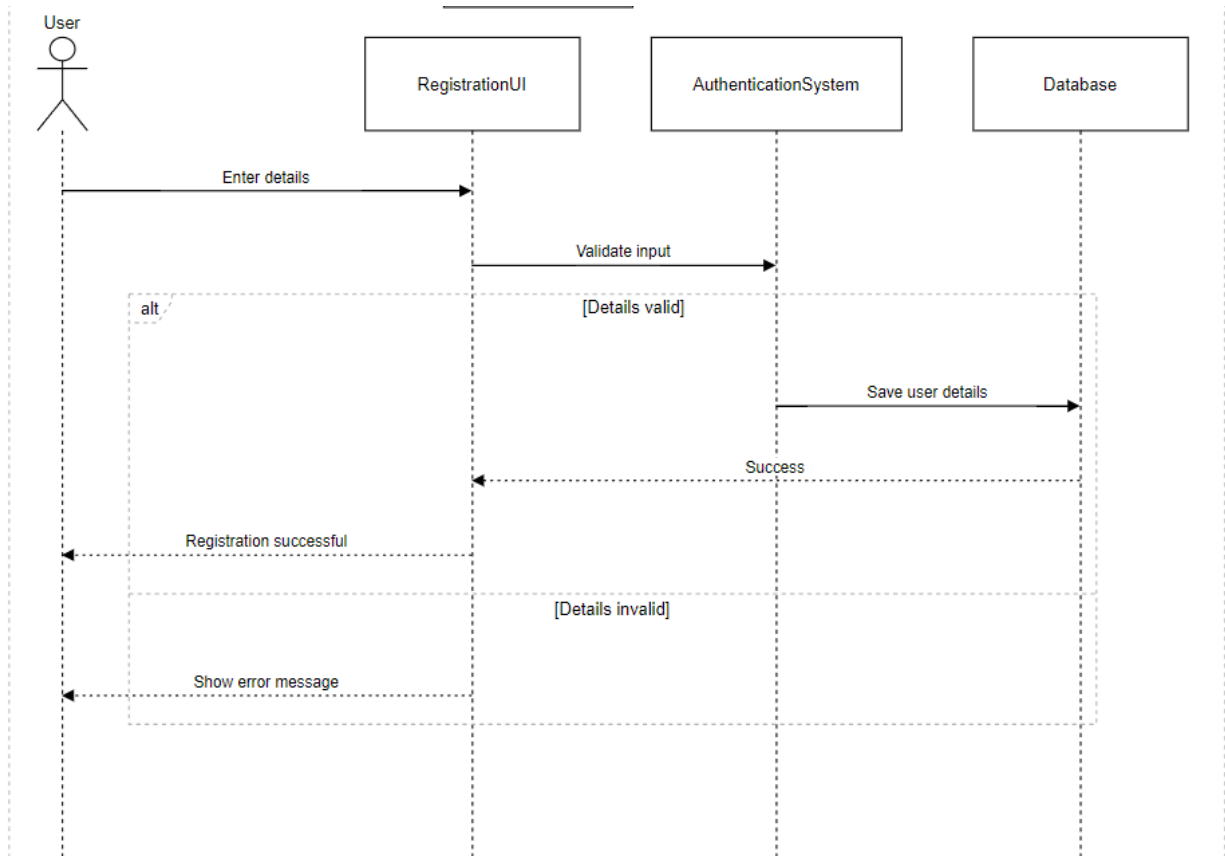 User
RegistrationUI
AuthenticationSystem
Database
Enter details
Validate input
alt
[Details valid]
Save user details
Success
Registration successful
[Details invalid]
Show error message